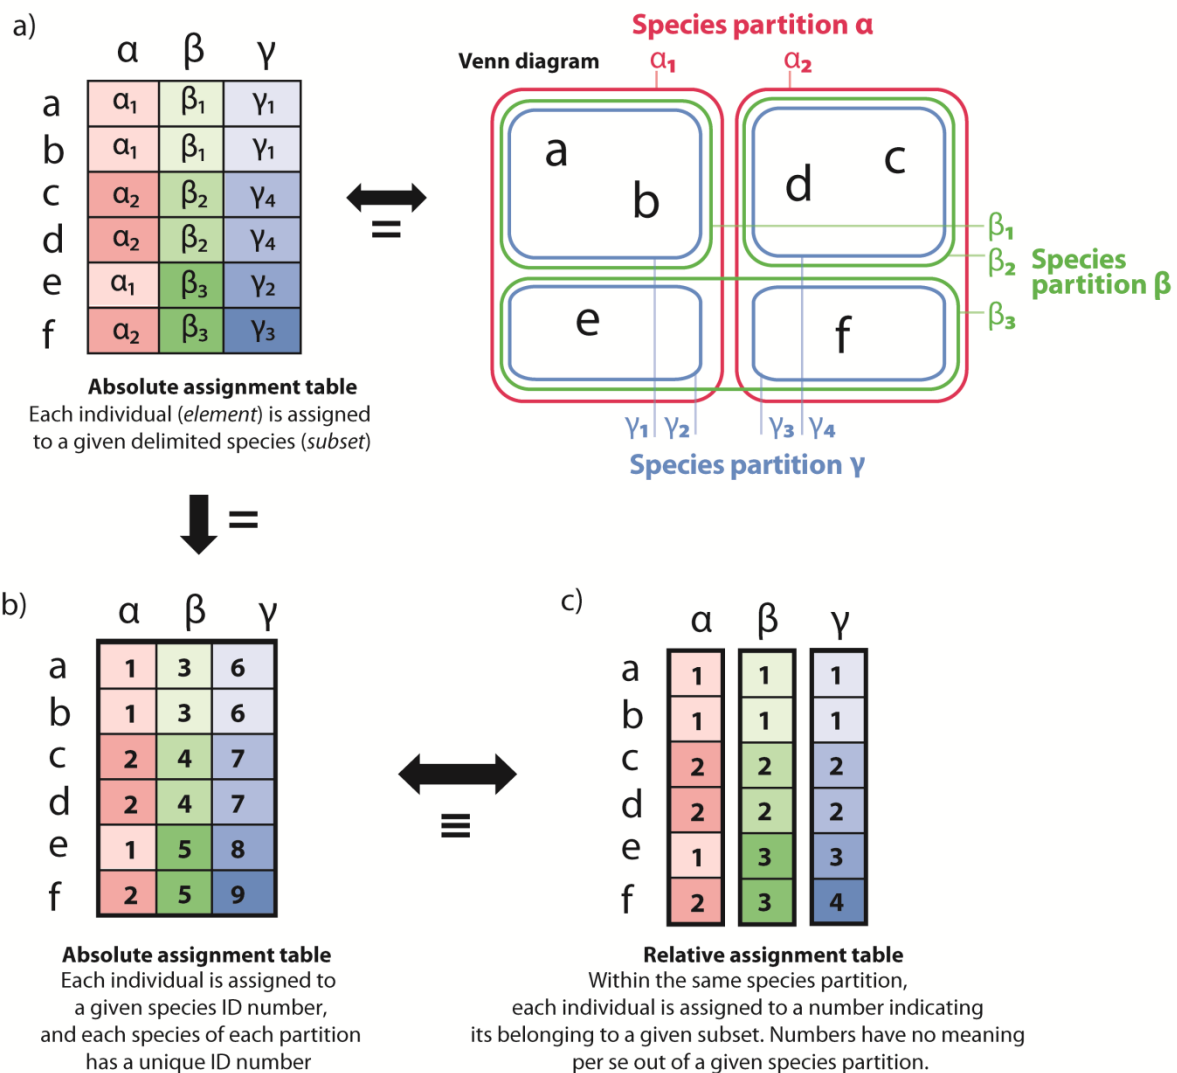 a)
α β γ
a α₁ β₁ γ₁
b α₁ β₁ γ₁
c α₂ β₂ γ₄
d α₂ β₂ γ₄
e α₁ β₃ γ₂
f α₂ β₃ γ₃
Absolute assignment table
Each individual (element) is assigned
to a given delimited species (subset)
=
Species partition α
Venn diagram
α₁ α₂
a
b
c
d
e
f
β₁
β₂
β₃
Species
partition β
γ₁ γ₂ γ₃ γ₄
Species partition γ
=
b)
α β γ
a 1 3 6
b 1 3 6
c 2 4 7
d 2 4 7
e 1 5 8
f 2 5 9
Absolute assignment table
Each individual is assigned to
a given species ID number,
and each species of each partition
has a unique ID number
≡
c)
α β γ
a 1 1 1
b 1 1 1
c 2 2 2
d 2 2 2
e 1 3 3
f 2 3 4
Relative assignment table
Within the same species partition,
each individual is assigned to a number indicating
its belonging to a given subset. Numbers have no meaning
per se out of a given species partition.